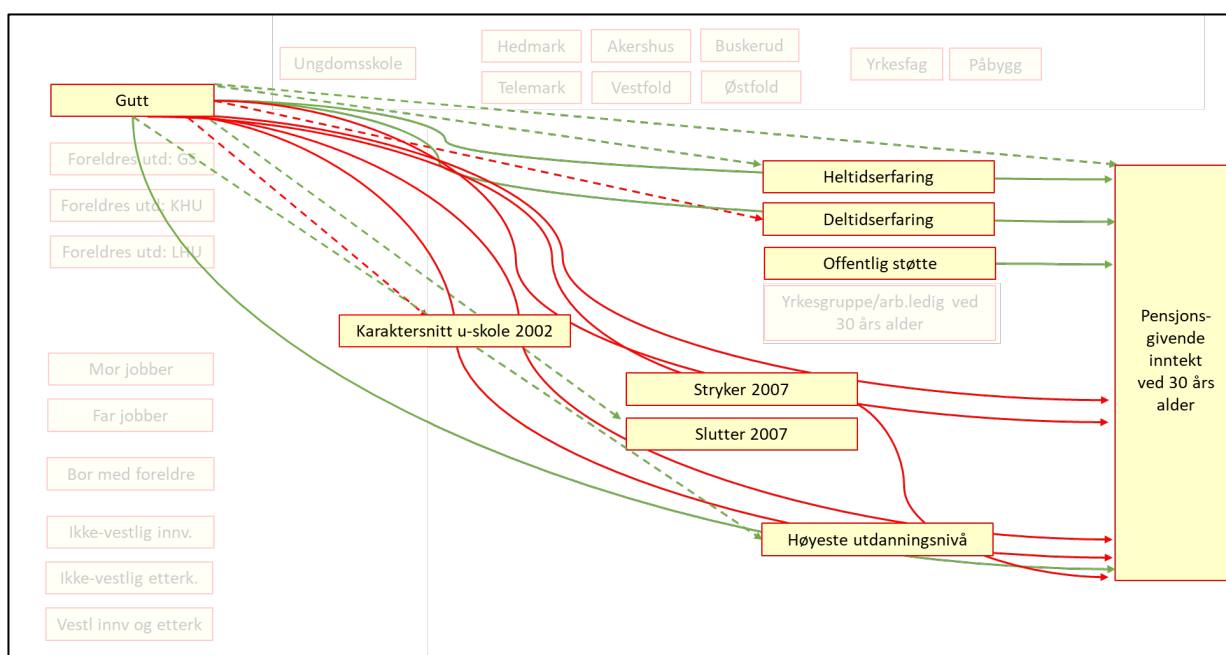 Hedmark
Akershus
Buskerud
Ungdomsskole
Yrkesfag
Påbygg
Telemark
Vestfold
Østfold
Gutt
Foreldres utd: GS
Heltidserfaring
Foreldres utd: KHU
Deltidserfaring
Foreldres utd: LHU
Offentlig støtte
Yrkesgruppe/arb.ledig ved
30 års alder
Karaktersnitt u-skole 2002
Pensjons-
givende
inntekt
ved 30 års
alder
Mor jobber
Stryker 2007
Far jobber
Slutter 2007
Bor med foreldre
Ikke-vestlig innv.
Høyeste utdanningsnivå
Ikke-vestlig etterk.
Vestl innv og etterk